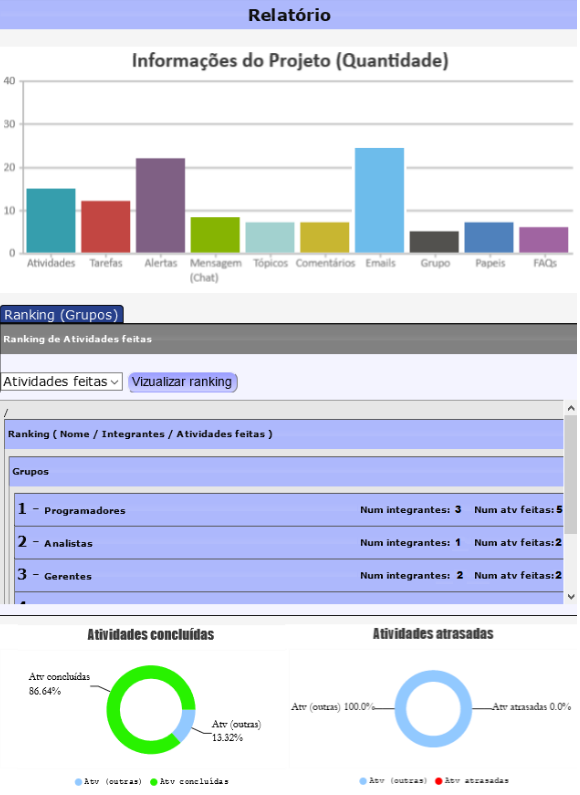 Relatório
Informações do Projeto (Quantidade)
40
30
20
10
0
Atividades Tarefas Alertas Mensagem (Chat) Tópicos Comentários Emails Grupo Papeis FAQs
Ranking (Grupos)
Ranking de Atividades feitas
Atividades feitas Vizualizar ranking
/
Ranking ( Nome / Integrantes / Atividades feitas )
Grupos
1 - Programadores Num integrantes: 3 Num atv feitas:5
2 - Analistas Num integrantes: 1 Num atv feitas:2
3 - Gerentes Num integrantes: 2 Num atv feitas:2
Atividades concluídas
Atv concluídas
86.64%
Atv (outras)
13.32%
Atv (outras) Atv concluídas
Atividades atrasadas
Atv (outras) 100.0% Atv atrasadas 0.0%
Atv (outras) Atv atrasadas